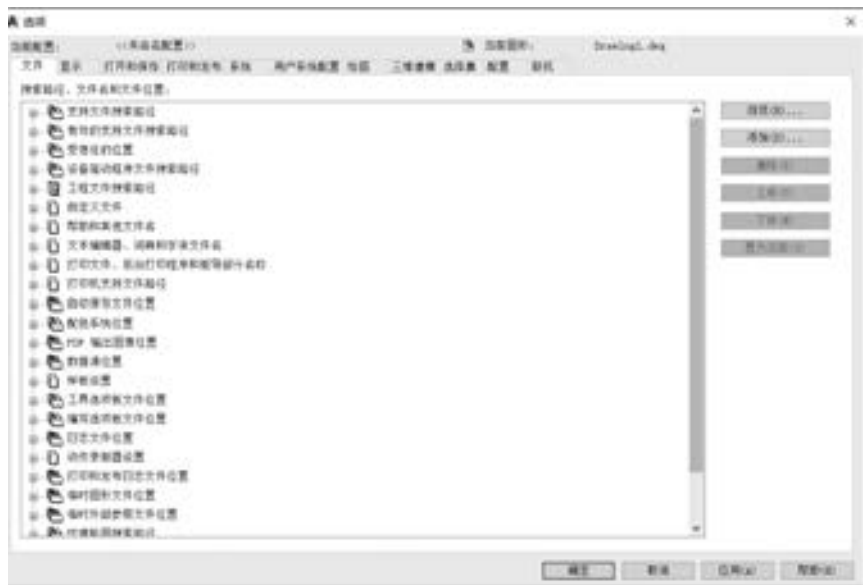 选项
当前配置: <<未命名配置>> 当前图形: Drawing1.dwg
文件 显示 打开和保存 打印和发布 系统 用户系统配置 绘图 三维建模 选择集 配置 联机
搜索路径、文件名和文件位置:
支持文件搜索路径
有效的支持文件搜索路径
受信任的位置
设备驱动程序文件搜索路径
工程文件搜索路径
自定义文件
帮助和其他文件名
文本编辑器、词典和字体文件名
打印文件、后台打印程序和前导部分名称
打印机支持文件路径
自动保存文件位置
配色系统位置
PDF 输出图像位置
数据源位置
样板设置
工具选项板文件位置
编写选项板文件位置
日志文件位置
动作录制器设置
打印和发布日志文件位置
临时图形文件位置
临时外部参照文件位置
纹理贴图搜索路径
浏览(B)...
添加(D)...
删除(R)
上移(U)
下移(W)
置为当前(C)
确定 取消 应用(A) 帮助(H)